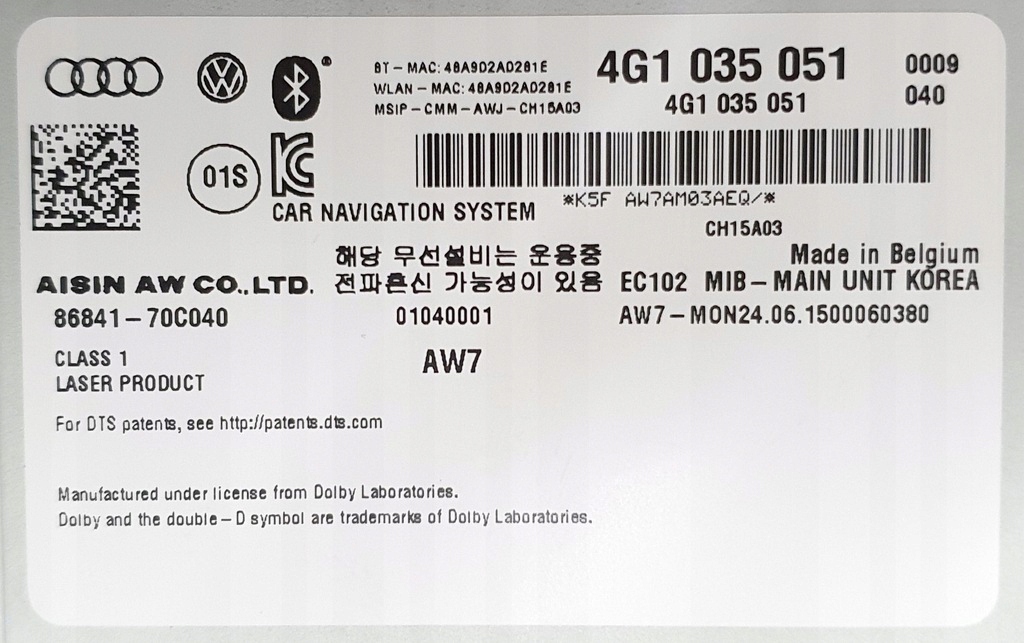 BT-MAC: 48A9D2AD281E
WLAN-MAC: 48A9D2AD281E
MSIP-CMM-AWJ-CH15A03
4G1 035 051
4G1 035 051
0009
040
01S
CAR NAVIGATION SYSTEM
*K5F AW7AM03AEQ/*
CH15A03
해당 무선설비는 운용중
전파혼신 가능성이 있음
Made in Belgium
AISIN AW CO.,LTD.
EC102 MIB-MAIN UNIT KOREA
86841-70C040
01040001
AW7-MON24.06.1500060380
CLASS 1
LASER PRODUCT
AW7
For DTS patents, see http://patents.dts.com
Manufactured under license from Dolby Laboratories.
Dolby and the double-D symbol are trademarks of Dolby Laboratories.